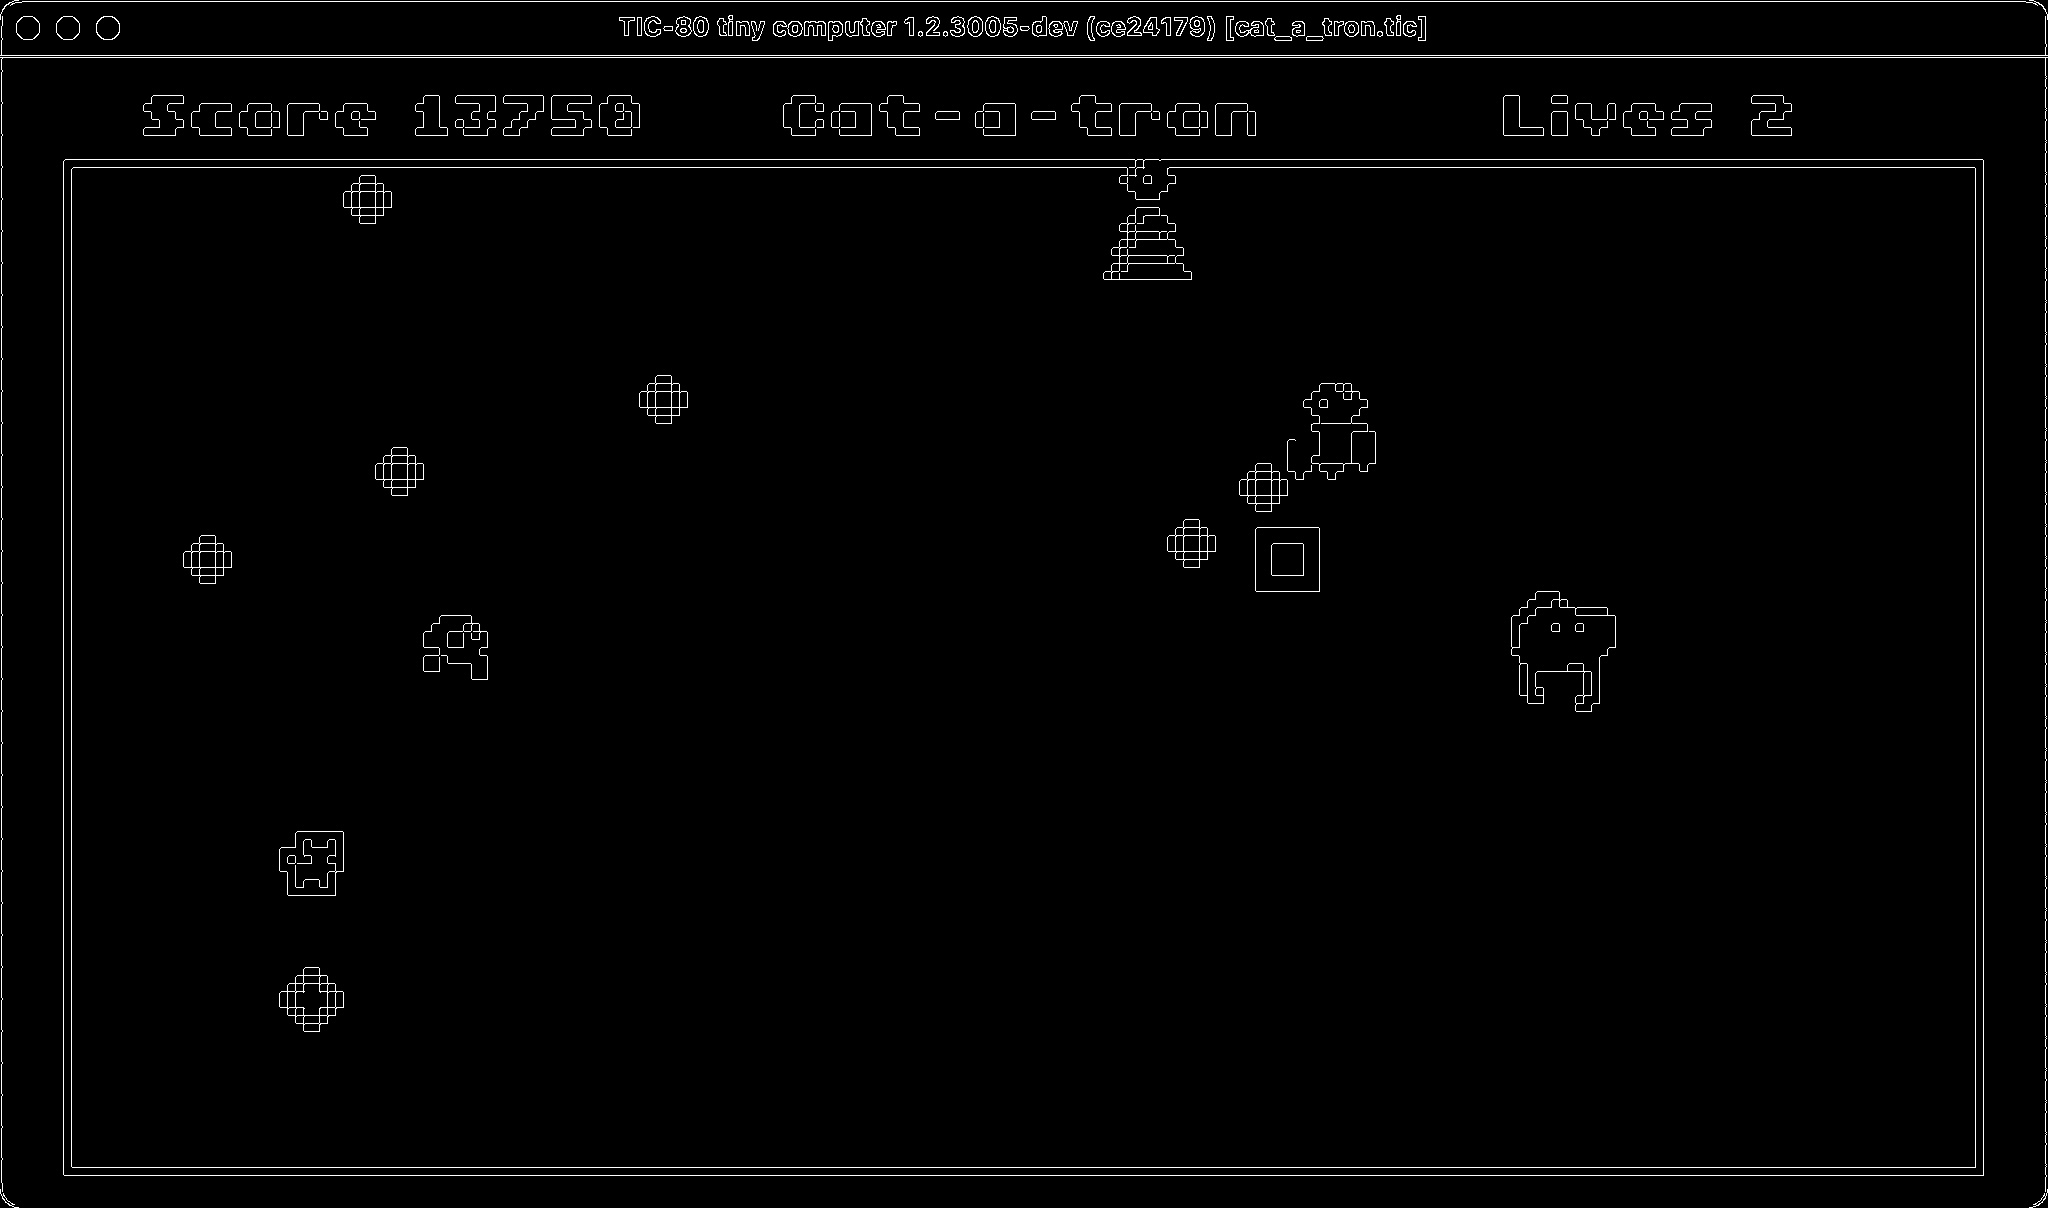 TIC-80 tiny computer 1.2.3005-dev (ce24179) [cat_a_tron.tic]
Score 13750 Cat-a-tron Lives 2